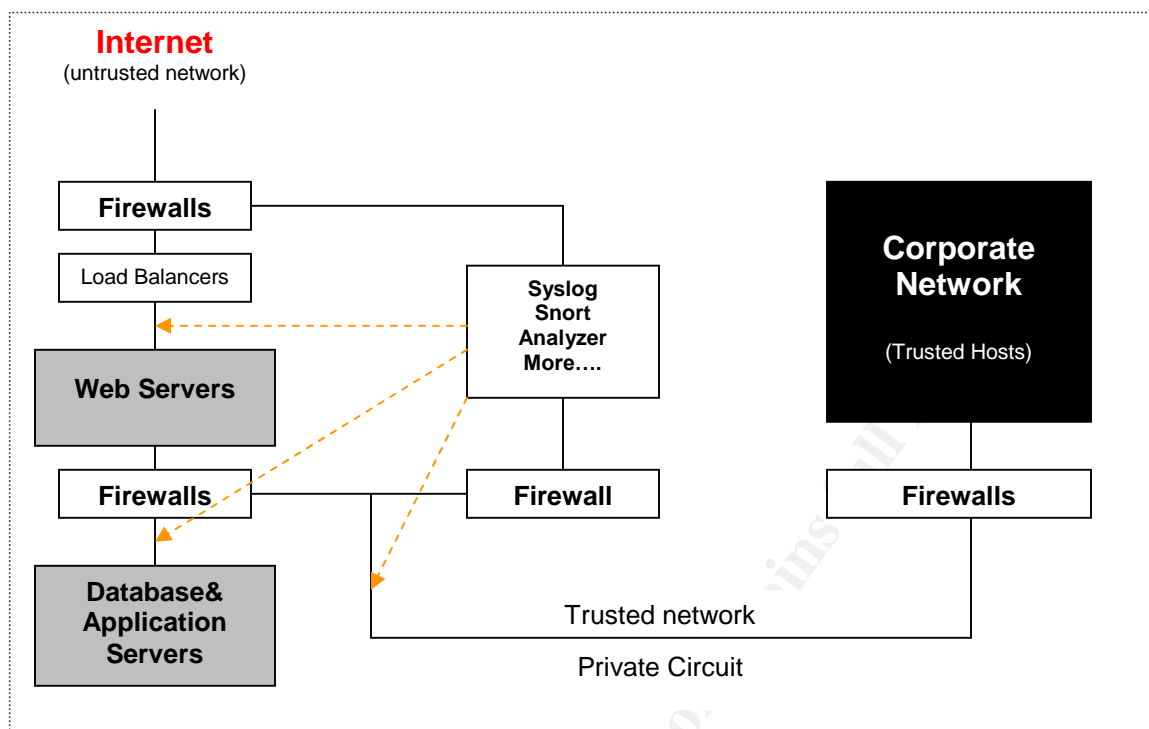 Internet
(untrusted network)
Firewalls
Load Balancers
Web Servers
Firewalls
Database&
Application
Servers
Syslog
Snort
Analyzer
More….
Firewall
Corporate
Network
(Trusted Hosts)
Firewalls
Trusted network
Private Circuit